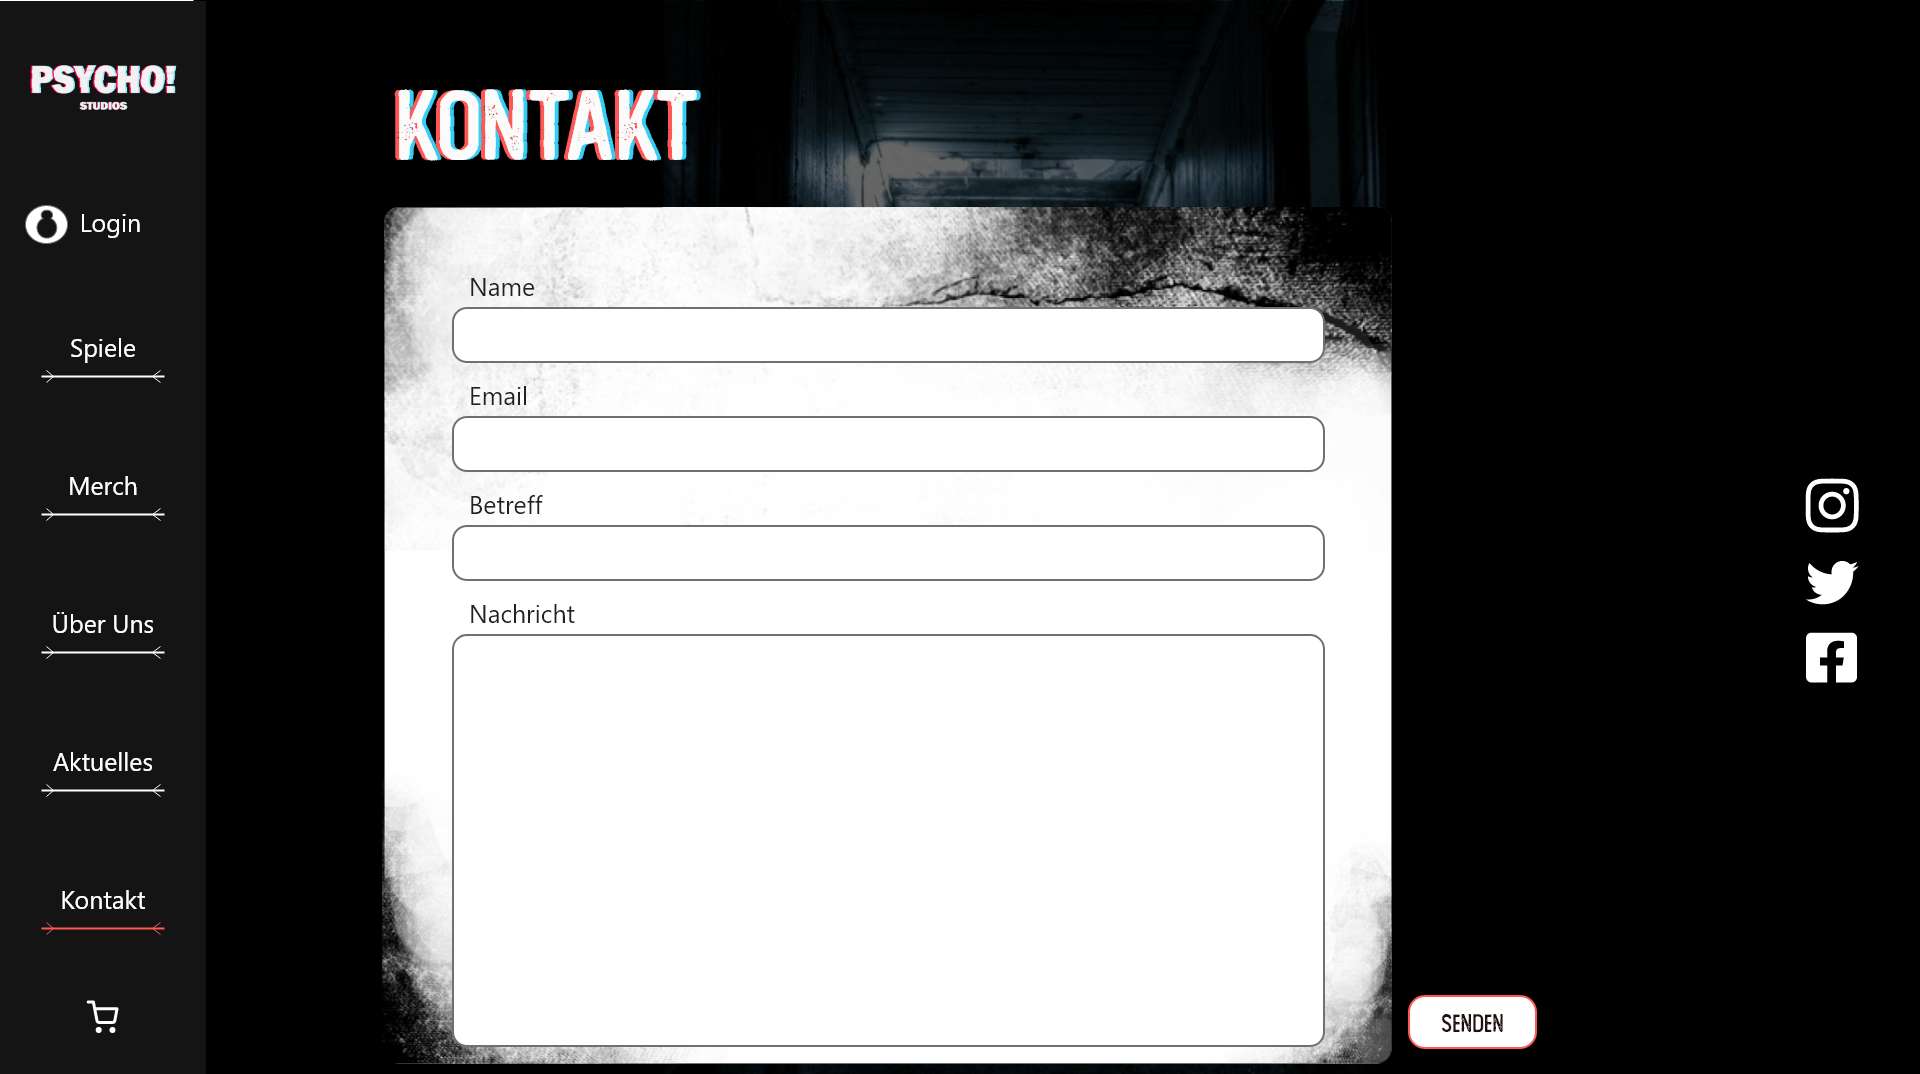 PSYCHO!
STUDIOS
Login
Spiele
Merch
Über Uns
Aktuelles
Kontakt
KONTAKT
Name
Email
Betreff
Nachricht
SENDEN